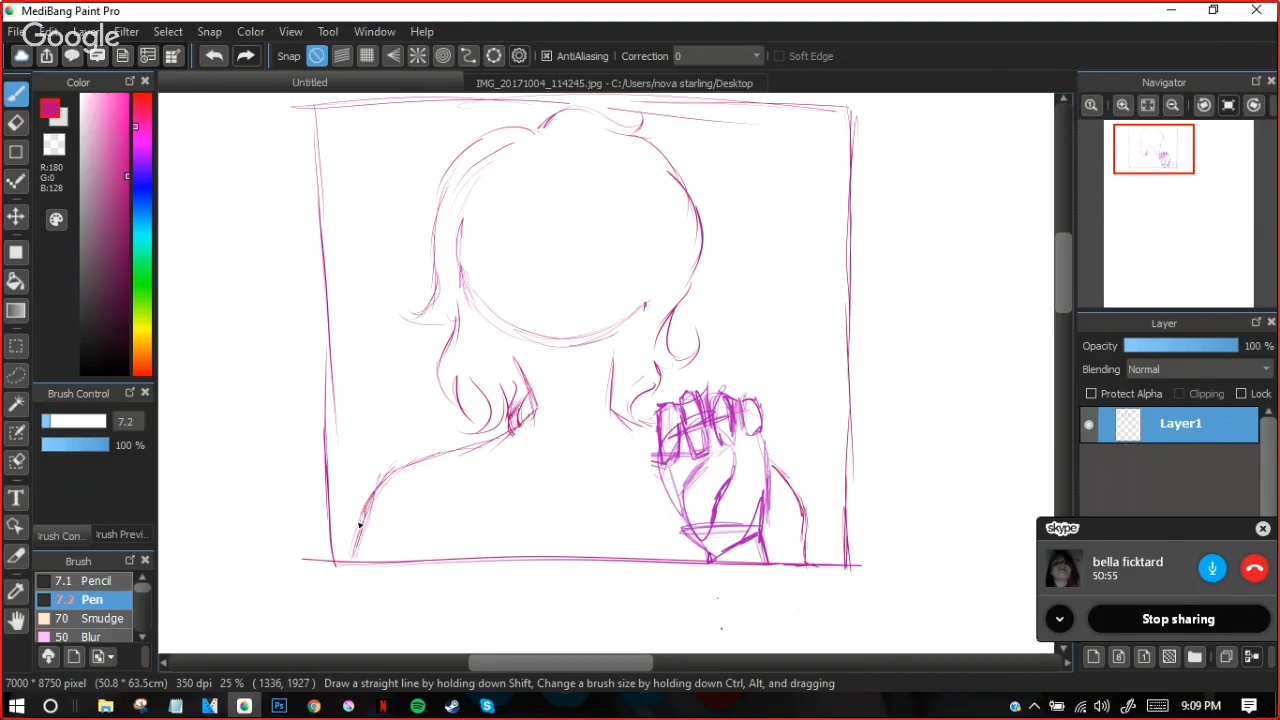 MediBang Paint Pro
File Edit Layer Filter Select Snap Color View Tool Window Help
Google
Snap AntiAliasing Correction 0 Soft Edge
Color
Untitled
IMG_20171004_114245.jpg - C:/Users/nova starling/Desktop
Navigator
R:180
G:0
B:128
Layer
Opacity 100 %
Blending Normal
Protect Alpha Clipping Lock
Layer1
Brush Control
7.2
100 %
T
rush Con.. rush Previ..
Brush
7.1 Pencil
7.2 Pen
70 Smudge
50 Blur
skype
bella ficktard
50:55
Stop sharing
7000 * 8750 pixel (50.8 * 63.5cm) 350 dpi 25 % ( 1336, 1927 ) Draw a straight line by holding down Shift, Change a brush size by holding down Ctrl, Alt, and dragging
9:09 PM